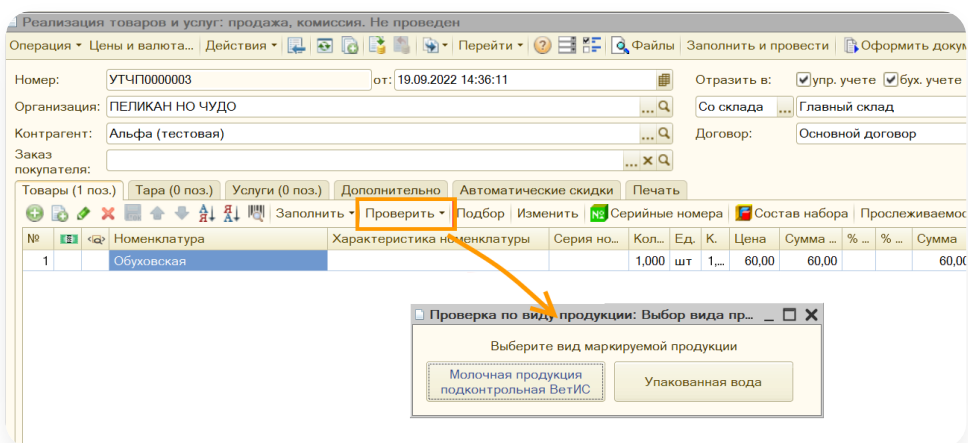 Реализация товаров и услуг: продажа, комиссия. Не проведен
Операция Цены и валюта... Действия Перейти Файлы Заполнить и провести Оформить докум
Номер: УТЧП0000003 от: 19.09.2022 14:36:11 Отразить в: упр. учете бух. учете
Организация: ПЕЛИКАН НО ЧУДО ... Со склада ... Главный склад
Контрагент: Альфа (тестовая) ... Договор: Основной договор
Заказ
покупателя: ...
Товары (1 поз.) Тара (0 поз.) Услуги (0 поз.) Дополнительно Автоматические скидки Печать
Заполнить Проверить Подбор Изменить № Серийные номера Состав набора Прослеживаемос
№ Номенклатура Характеристика номенклатуры Серия но... Кол... Ед. К. Цена Сумма ... % ... % ... Сумма
1 Обуховская 1,000 шт 1,... 60,00 60,00 60,00
Проверка по виду продукции: Выбор вида пр...
Выберите вид маркируемой продукции
Молочная продукция
подконтрольная ВетИС
Упакованная вода